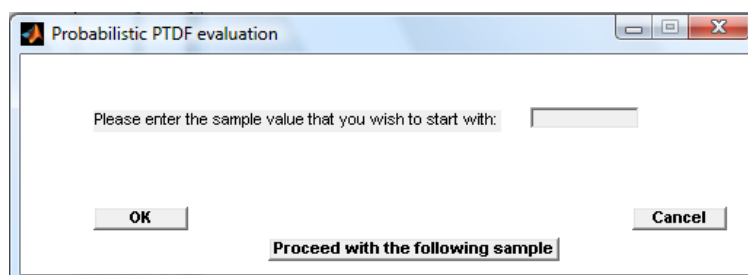 Probabilistic PTDF evaluation
Please enter the sample value that you wish to start with:
OK
Cancel
Proceed with the following sample